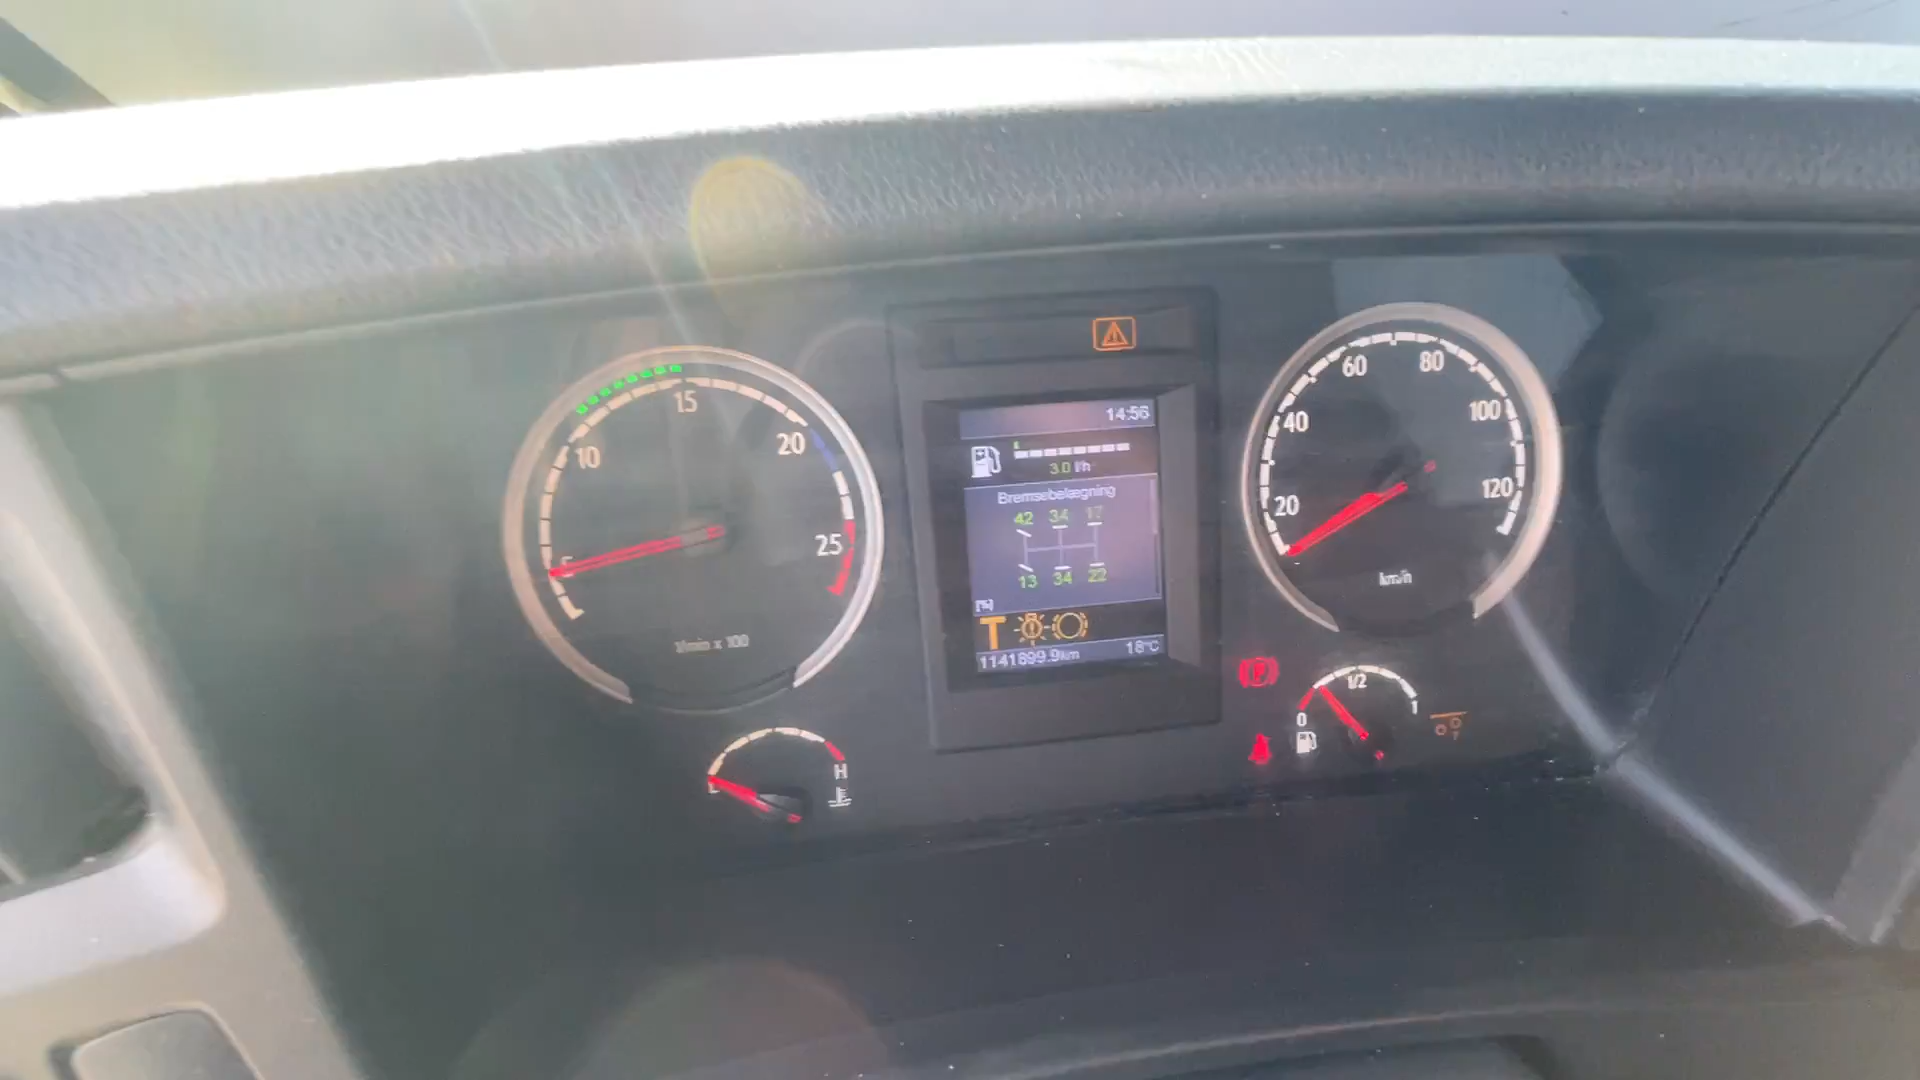 10
15
20
25
1/min x 100
14:56
3.0 l/h
Bremsebelægning
42 34 17
13 34 22
[%]
T
1141899.9km 18°C
20
40
60
80
100
120
km/h
H
P
0
1/2
1